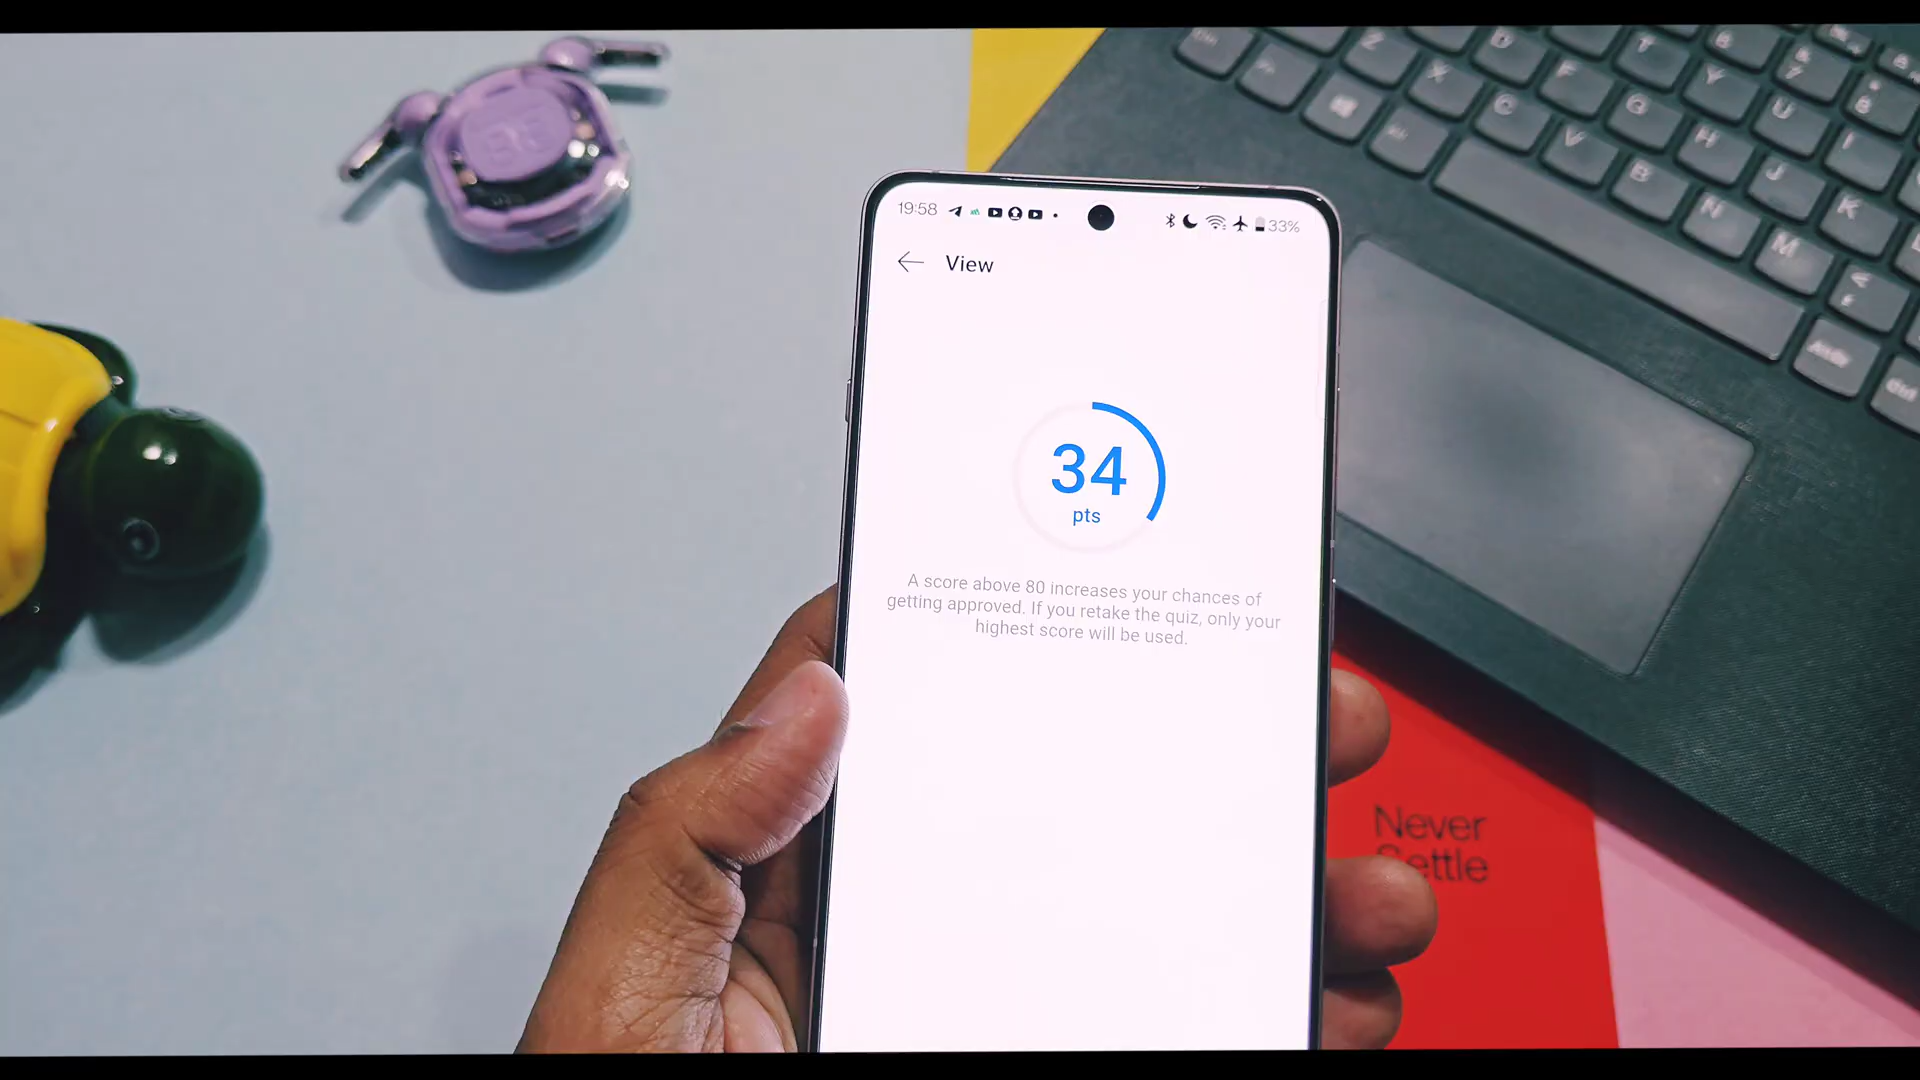 19:58
33%
View
34
pts
A score above 80 increases your chances of
getting approved. If you retake the quiz, only your
highest score will be used.
Never
Settle
Z
X
C
V
B
N
M
D
F
G
H
J
K
T
Y
U
I